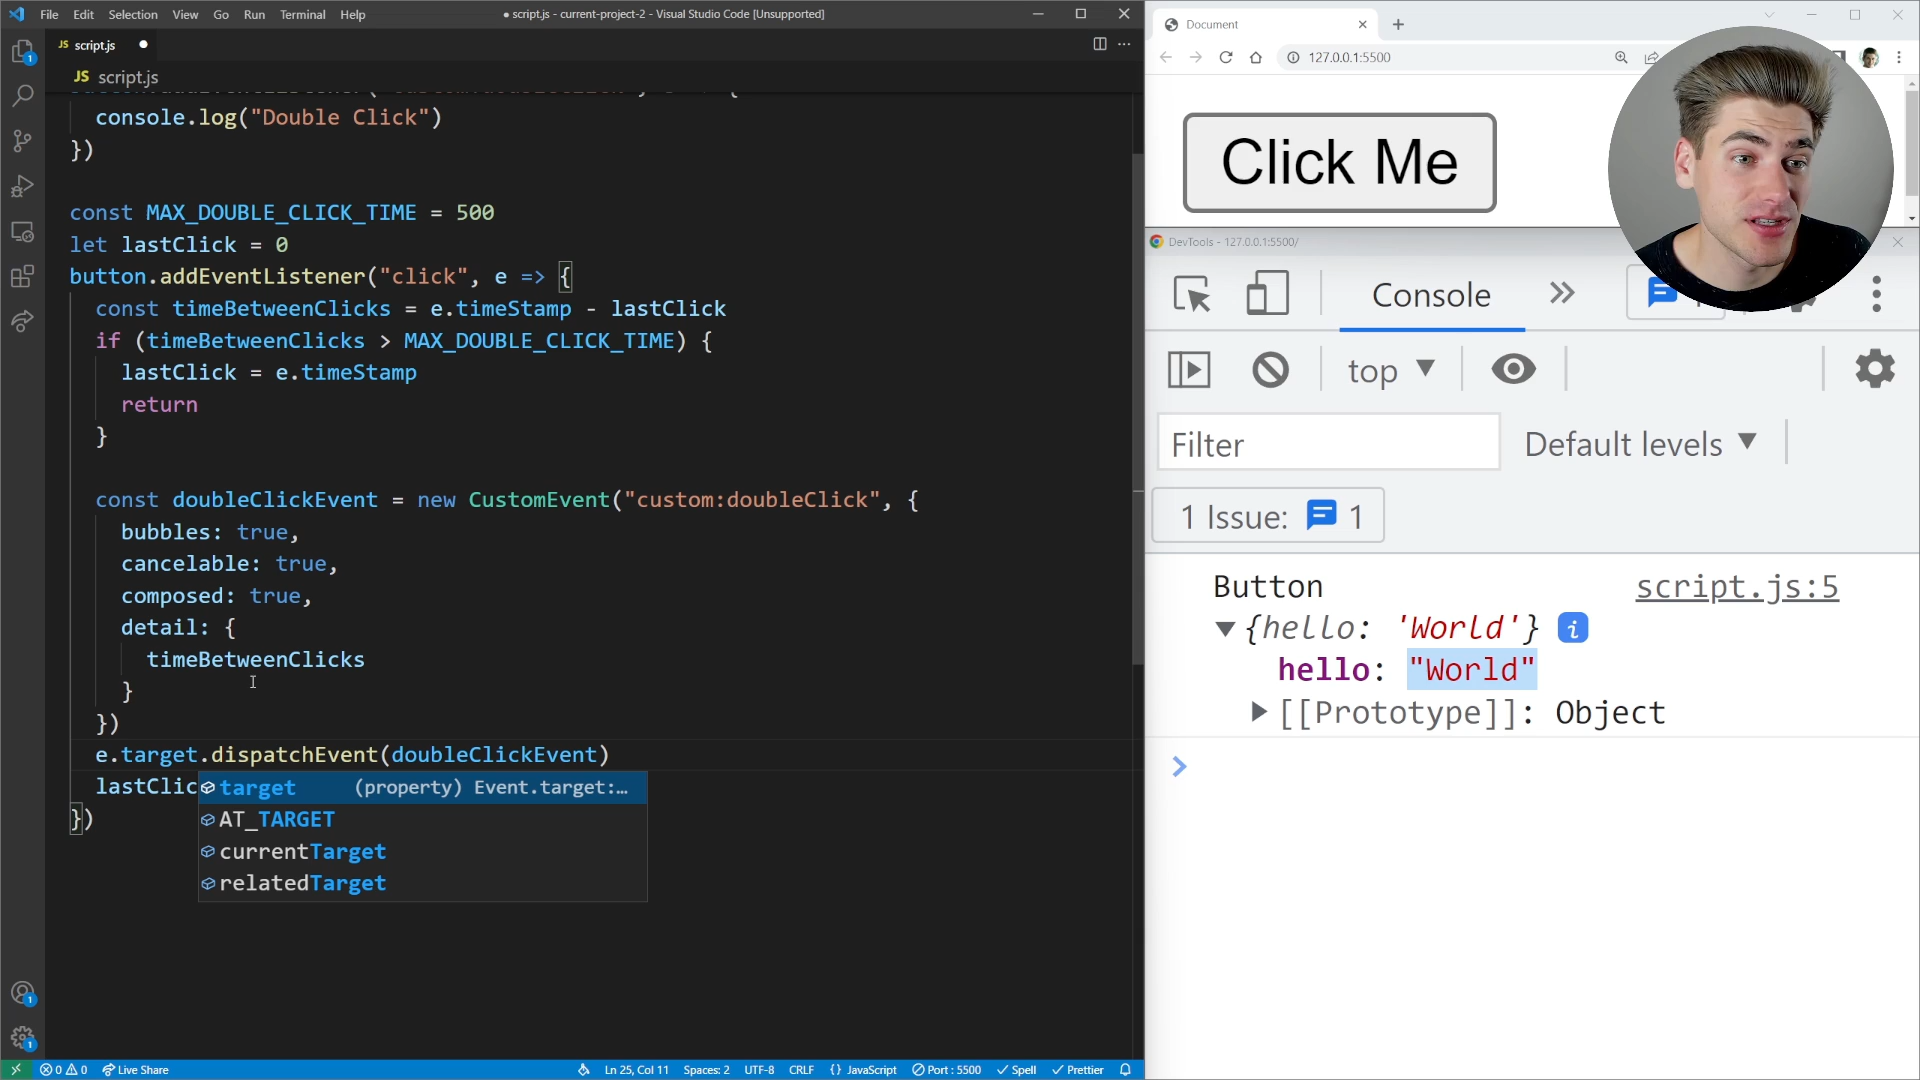 File Edit Selection View Go Run Terminal Help
● script.js - current-project-2 - Visual Studio Code [Unsupported]
JS script.js ●
JS script.js
console.log("Double Click")
})
const MAX_DOUBLE_CLICK_TIME = 500
let lastClick = 0
button.addEventListener("click", e => {
const timeBetweenClicks = e.timeStamp - lastClick
if (timeBetweenClicks > MAX_DOUBLE_CLICK_TIME) {
lastClick = e.timeStamp
return
}
const doubleClickEvent = new CustomEvent("custom:doubleClick", {
bubbles: true,
cancelable: true,
composed: true,
detail: {
timeBetweenClicks
}
})
e.target.dispatchEvent(doubleClickEvent)
lastClic
})
target (property) Event.target:…
AT_TARGET
currentTarget
relatedTarget
1
1
1
0 0 Live Share
Ln 25, Col 11 Spaces: 2 UTF-8 CRLF {} JavaScript Port : 5500 Spell Prettier
Document
127.0.0.1:5500
Click Me
DevTools - 127.0.0.1:5500/
Console
top
Filter
Default levels
1 Issue: 1
Button script.js:5
{hello: 'World'} i
hello: "World"
[[Prototype]]: Object